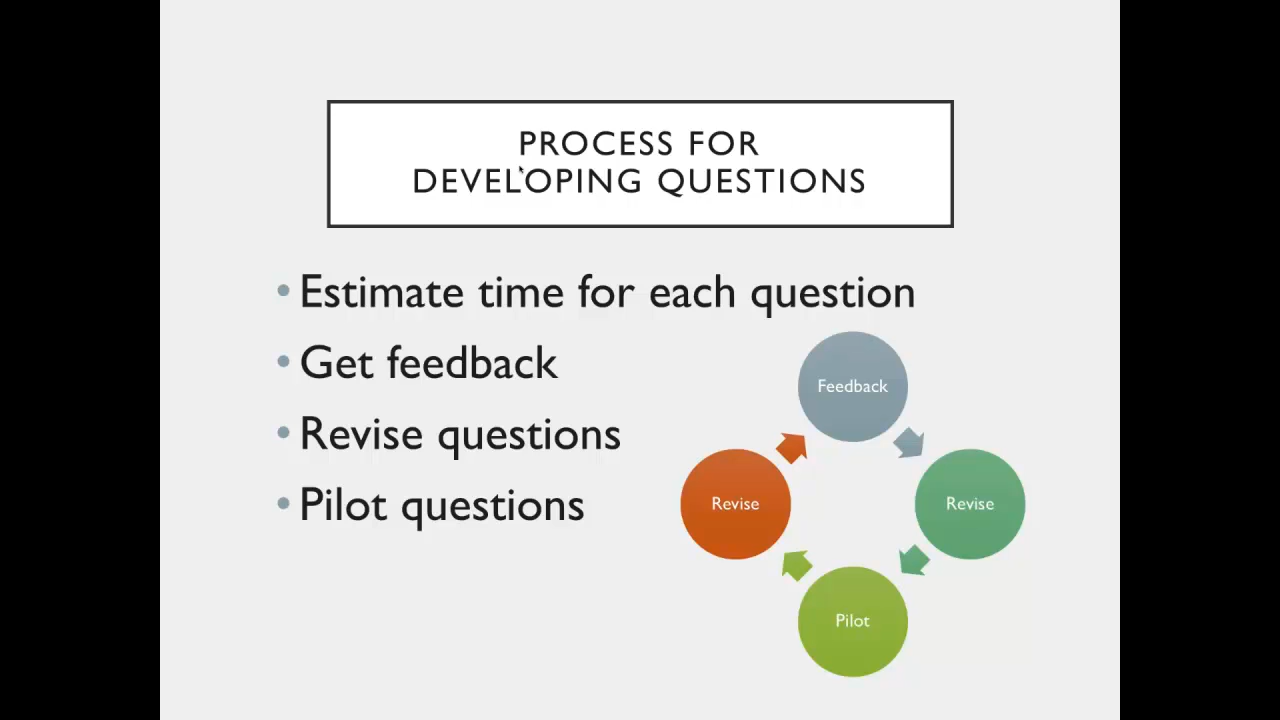 PROCESS FOR
DEVELOPING QUESTIONS
• Estimate time for each question
• Get feedback
• Revise questions
• Pilot questions
Feedback
Revise
Revise
Pilot